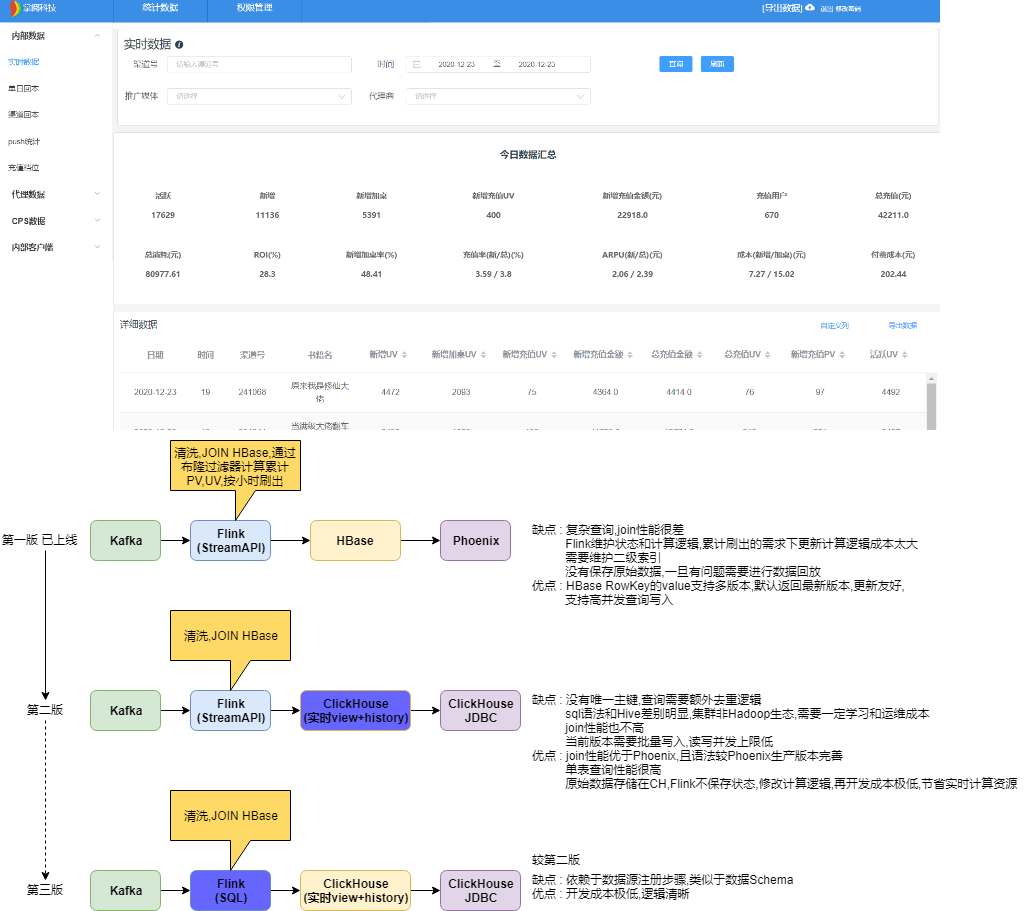 掌阅科技
统计数据
权限管理
[导出数据]
返回 修改密码
内部数据
实时数据
单日回本
渠道回本
push统计
充值档位
代理数据
CPS数据
内部客户端
实时数据
渠道号
请输入渠道号
时间
2020-12-23 至 2020-12-23
查询
刷新
推广媒体
请选择
代理商
请选择
今日数据汇总
活跃 新增 新增加桌 新增充值UV 新增充值金额(元) 充值用户 总充值(元)
17629 11136 5391 400 22918.0 670 42211.0
总消耗(元) ROI(%) 新增加桌率(%) 充值率(新/总)(%) ARPU(新/总)(元) 成本(新增/加桌)(元) 付费成本(元)
80977.61 28.3 48.41 3.59 / 3.8 2.06 / 2.39 7.27 / 15.02 202.44
详细数据
自定义列
导出数据
日期 时间 渠道号 书籍名 新增UV 新增加桌UV 新增充值UV 新增充值金额 总充值金额 总充值UV 新增充值PV 活跃UV
2020-12-23 19 241068 原来我是修仙大佬 4472 2093 75 4364.0 4414.0 76 97 4492
当满级大佬翻车
清洗,JOIN HBase,通过
布隆过滤器计算累计
PV,UV,按小时刷出
第一版 已上线
Kafka
Flink
(StreamAPI)
HBase
Phoenix
缺点 : 复杂查询,join性能很差
Flink维护状态和计算逻辑,累计刷出的需求下更新计算逻辑成本太大
需要维护二级索引
没有保存原始数据,一旦有问题需要进行数据回放
优点 : HBase RowKey的value支持多版本,默认返回最新版本,更新友好,
支持高并发查询写入
清洗,JOIN HBase
第二版
Kafka
Flink
(StreamAPI)
ClickHouse
(实时view+history)
ClickHouse
JDBC
缺点 : 没有唯一主键,查询需要额外去重逻辑
sql语法和Hive差别明显,集群非Hadoop生态,需要一定学习和运维成本
join性能也不高
当前版本需要批量写入,读写并发上限低
优点 : join性能优于Phoenix,且语法较Phoenix生产版本完善
单表查询性能很高
原始数据存储在CH,Flink不保存状态,修改计算逻辑,再开发成本极低,节省实时计算资源
清洗,JOIN HBase
第三版
Kafka
Flink
(SQL)
ClickHouse
(实时view+history)
ClickHouse
JDBC
较第二版
缺点 : 依赖于数据源注册步骤,类似于数据Schema
优点 : 开发成本极低,逻辑清晰